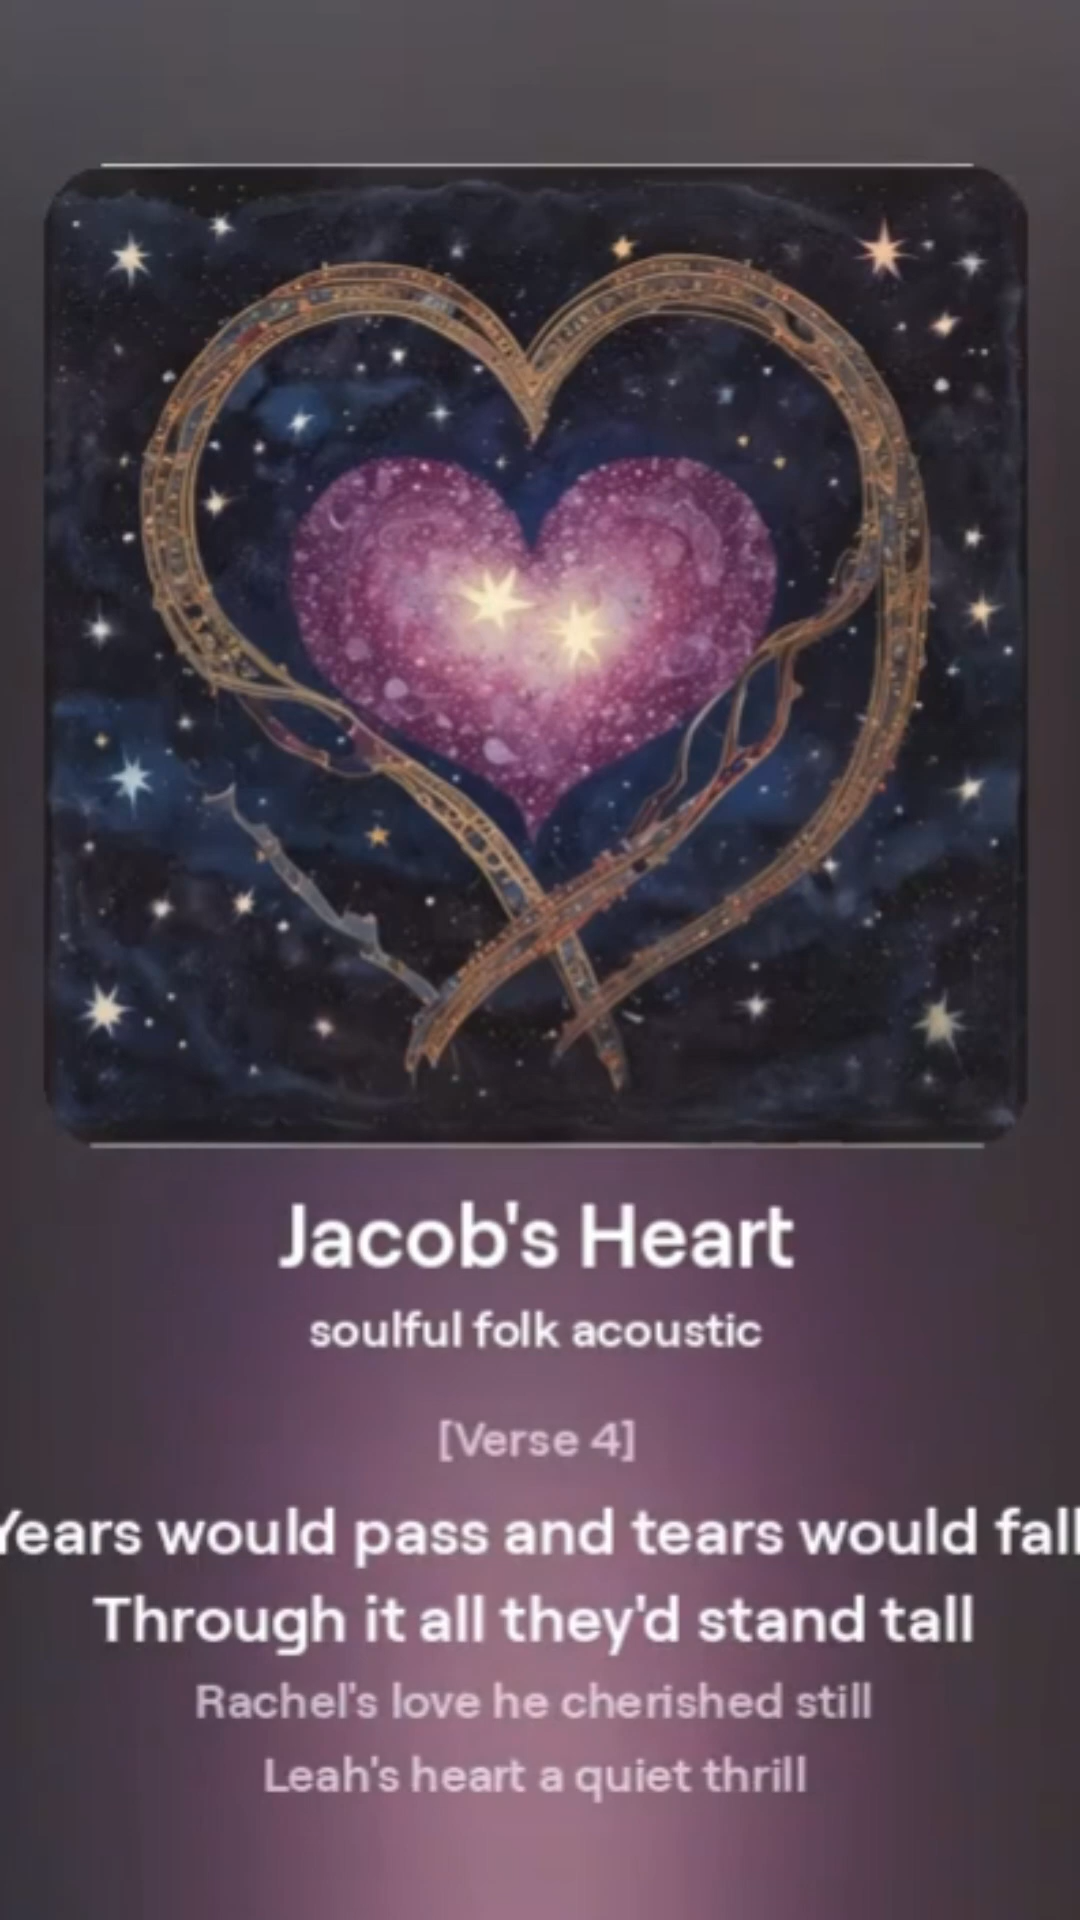 Jacob's Heart
soulful folk acoustic
[Verse 4]
Years would pass and tears would fall
Through it all they'd stand tall
Rachel's love he cherished still
Leah's heart a quiet thrill